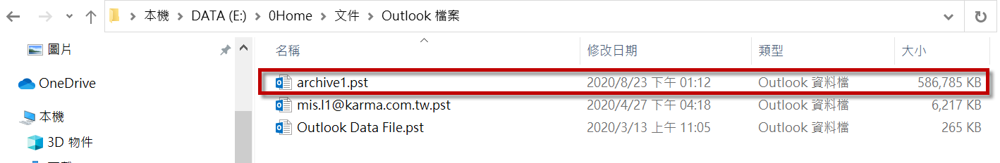 本機 > DATA (E:) > 0Home > 文件 > Outlook 檔案
圖片
OneDrive
本機
3D 物件
名稱 修改日期 類型 大小
archive1.pst 2020/8/23 下午 01:12 Outlook 資料檔 586,785 KB
mis.l1@karma.com.tw.pst 2020/4/27 下午 04:18 Outlook 資料檔 6,217 KB
Outlook Data File.pst 2020/3/13 上午 11:05 Outlook 資料檔 265 KB